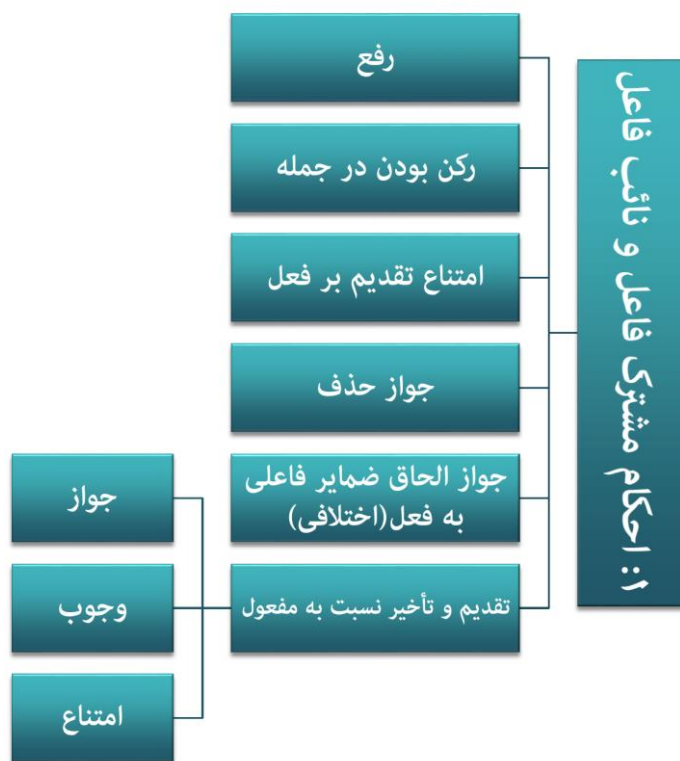 ۱: احکام مشترک فاعل و نائب فاعل
رفع
رکن بودن در جمله
امتناع تقدیم بر فعل
جواز حذف
جواز الحاق ضمایر فاعلی
به فعل(اختلافی)
تقدیم و تأخیر نسبت به مفعول
جواز
وجوب
امتناع